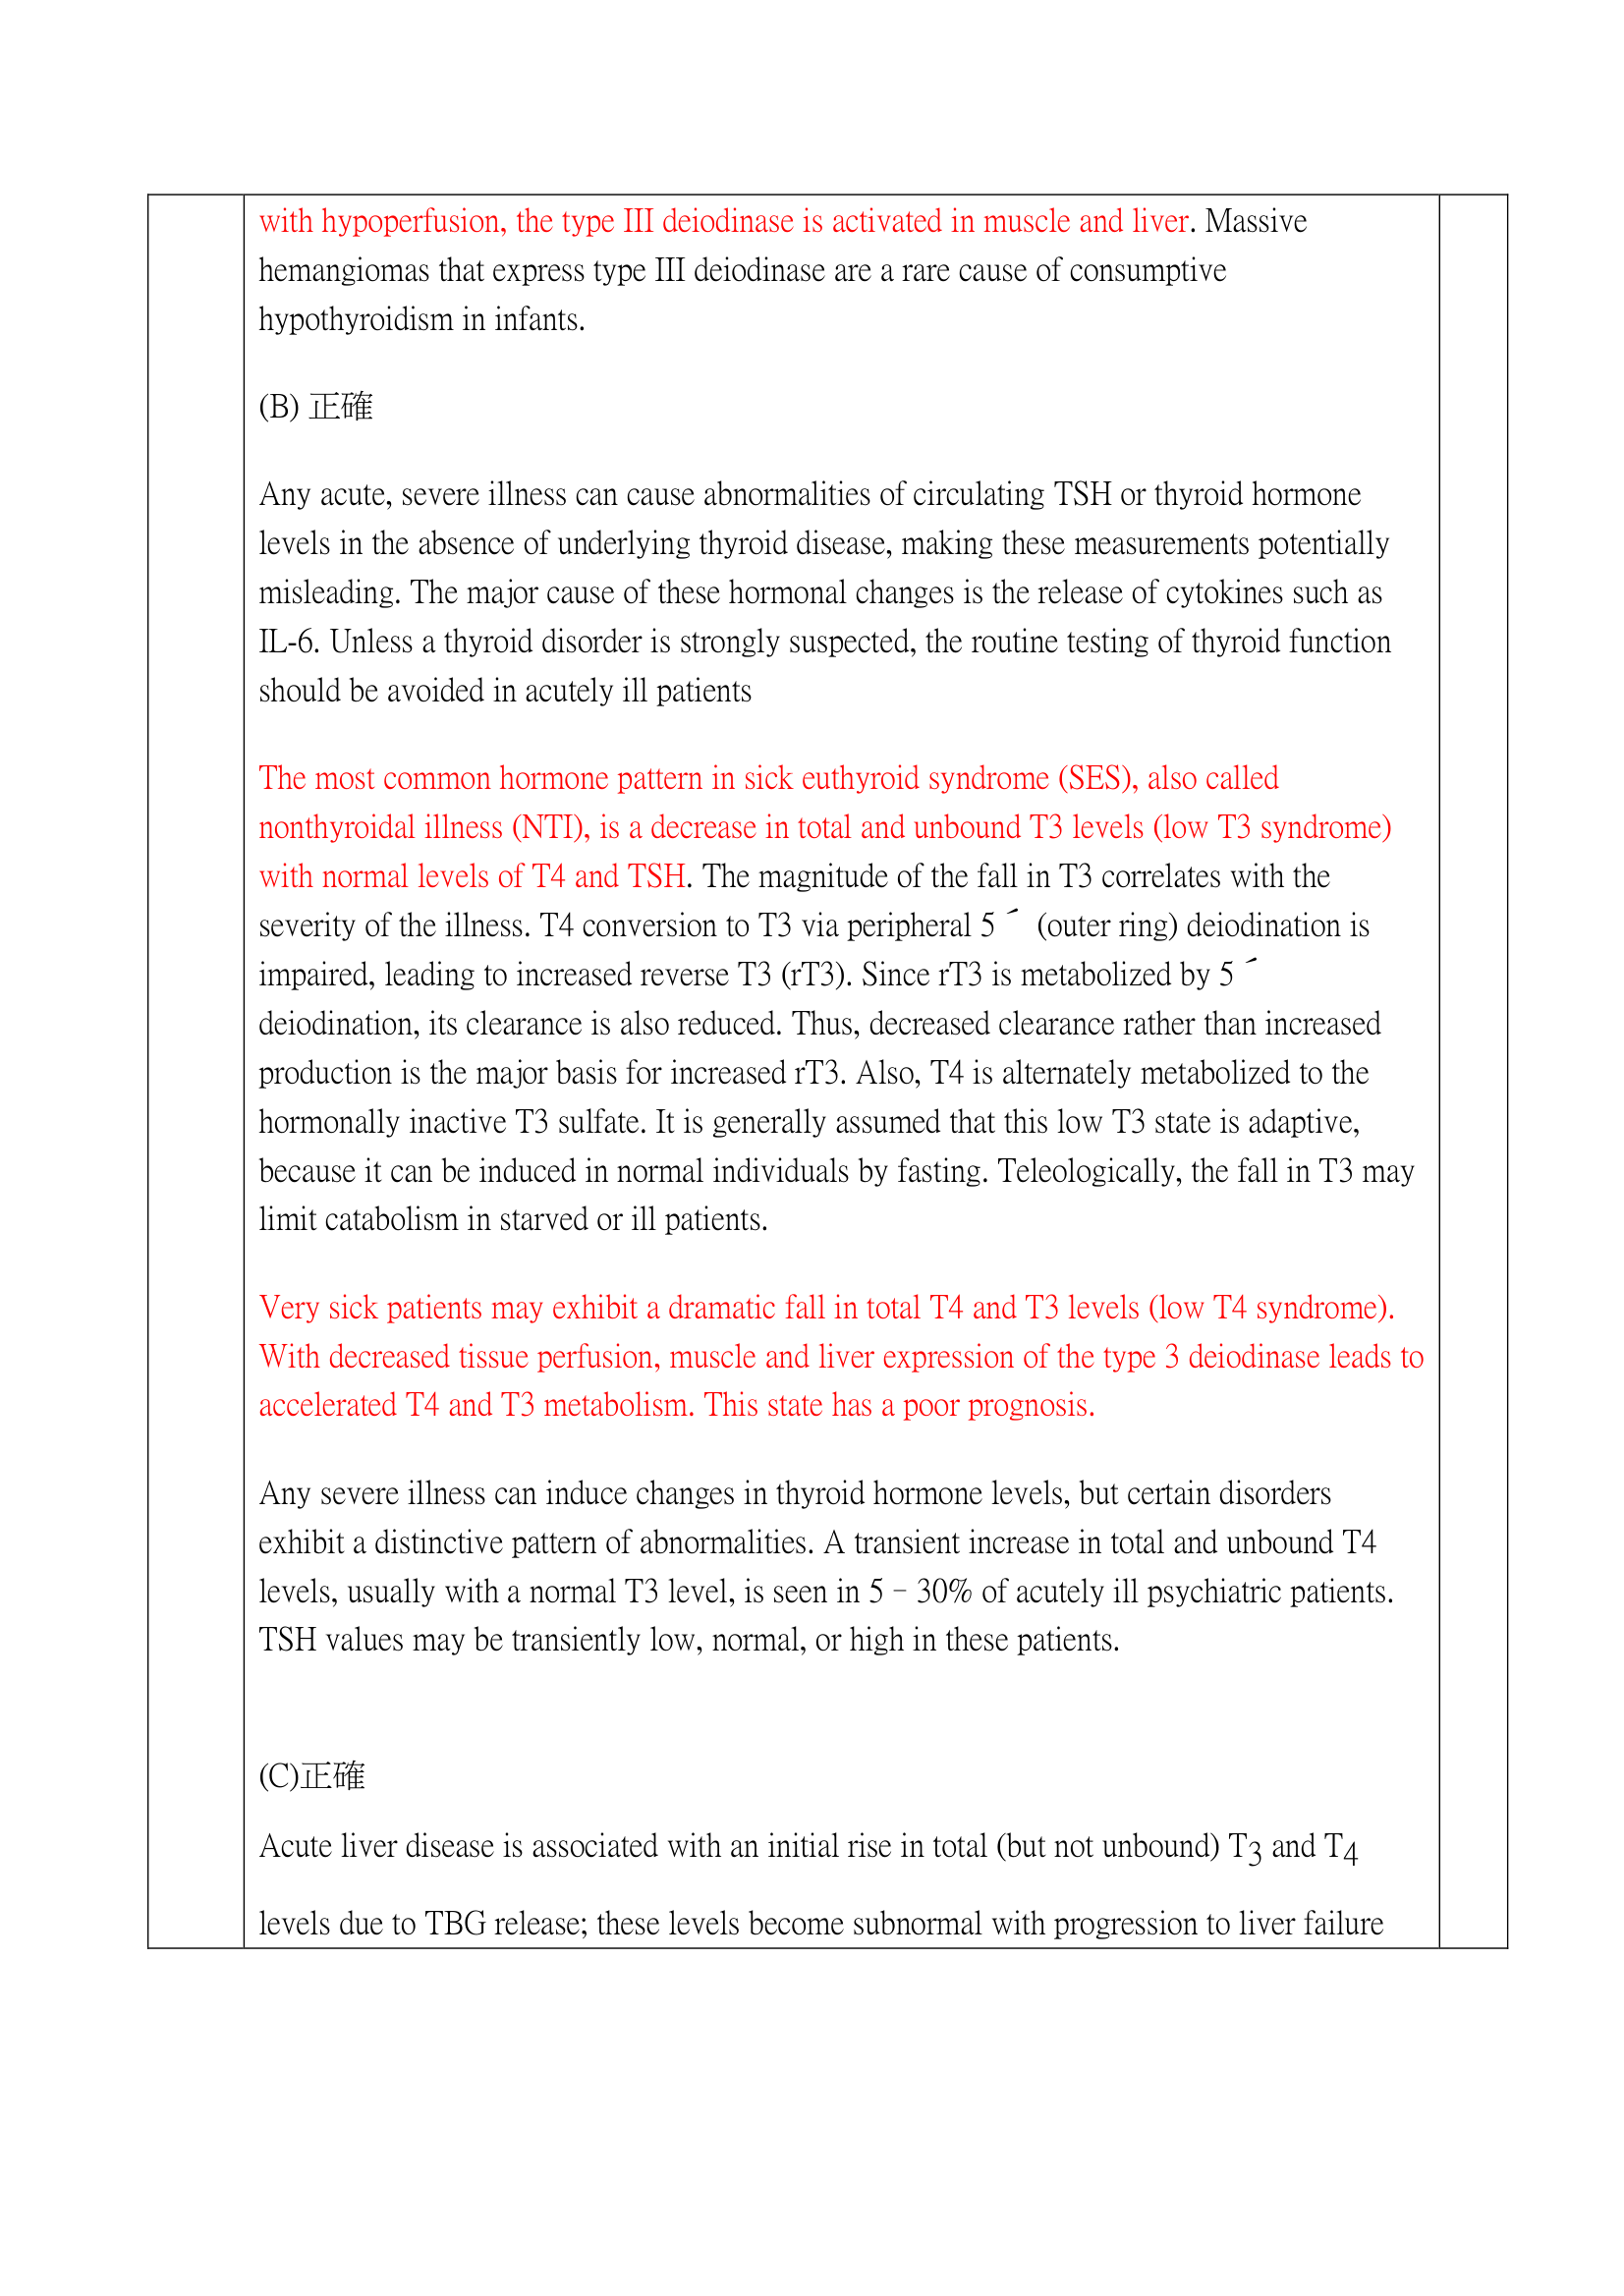 with hypoperfusion, the type III deiodinase is activated in muscle and liver. Massive
hemangiomas that express type III deiodinase are a rare cause of consumptive
hypothyroidism in infants.
(B) 正確
Any acute, severe illness can cause abnormalities of circulating TSH or thyroid hormone
levels in the absence of underlying thyroid disease, making these measurements potentially
misleading. The major cause of these hormonal changes is the release of cytokines such as
IL-6. Unless a thyroid disorder is strongly suspected, the routine testing of thyroid function
should be avoided in acutely ill patients
The most common hormone pattern in sick euthyroid syndrome (SES), also called
nonthyroidal illness (NTI), is a decrease in total and unbound T3 levels (low T3 syndrome)
with normal levels of T4 and TSH. The magnitude of the fall in T3 correlates with the
severity of the illness. T4 conversion to T3 via peripheral 5ˊ (outer ring) deiodination is
impaired, leading to increased reverse T3 (rT3). Since rT3 is metabolized by 5ˊ
deiodination, its clearance is also reduced. Thus, decreased clearance rather than increased
production is the major basis for increased rT3. Also, T4 is alternately metabolized to the
hormonally inactive T3 sulfate. It is generally assumed that this low T3 state is adaptive,
because it can be induced in normal individuals by fasting. Teleologically, the fall in T3 may
limit catabolism in starved or ill patients.
Very sick patients may exhibit a dramatic fall in total T4 and T3 levels (low T4 syndrome).
With decreased tissue perfusion, muscle and liver expression of the type 3 deiodinase leads to
accelerated T4 and T3 metabolism. This state has a poor prognosis.
Any severe illness can induce changes in thyroid hormone levels, but certain disorders
exhibit a distinctive pattern of abnormalities. A transient increase in total and unbound T4
levels, usually with a normal T3 level, is seen in 5–30% of acutely ill psychiatric patients.
TSH values may be transiently low, normal, or high in these patients.
(C)正確
Acute liver disease is associated with an initial rise in total (but not unbound) T3 and T4
levels due to TBG release; these levels become subnormal with progression to liver failure